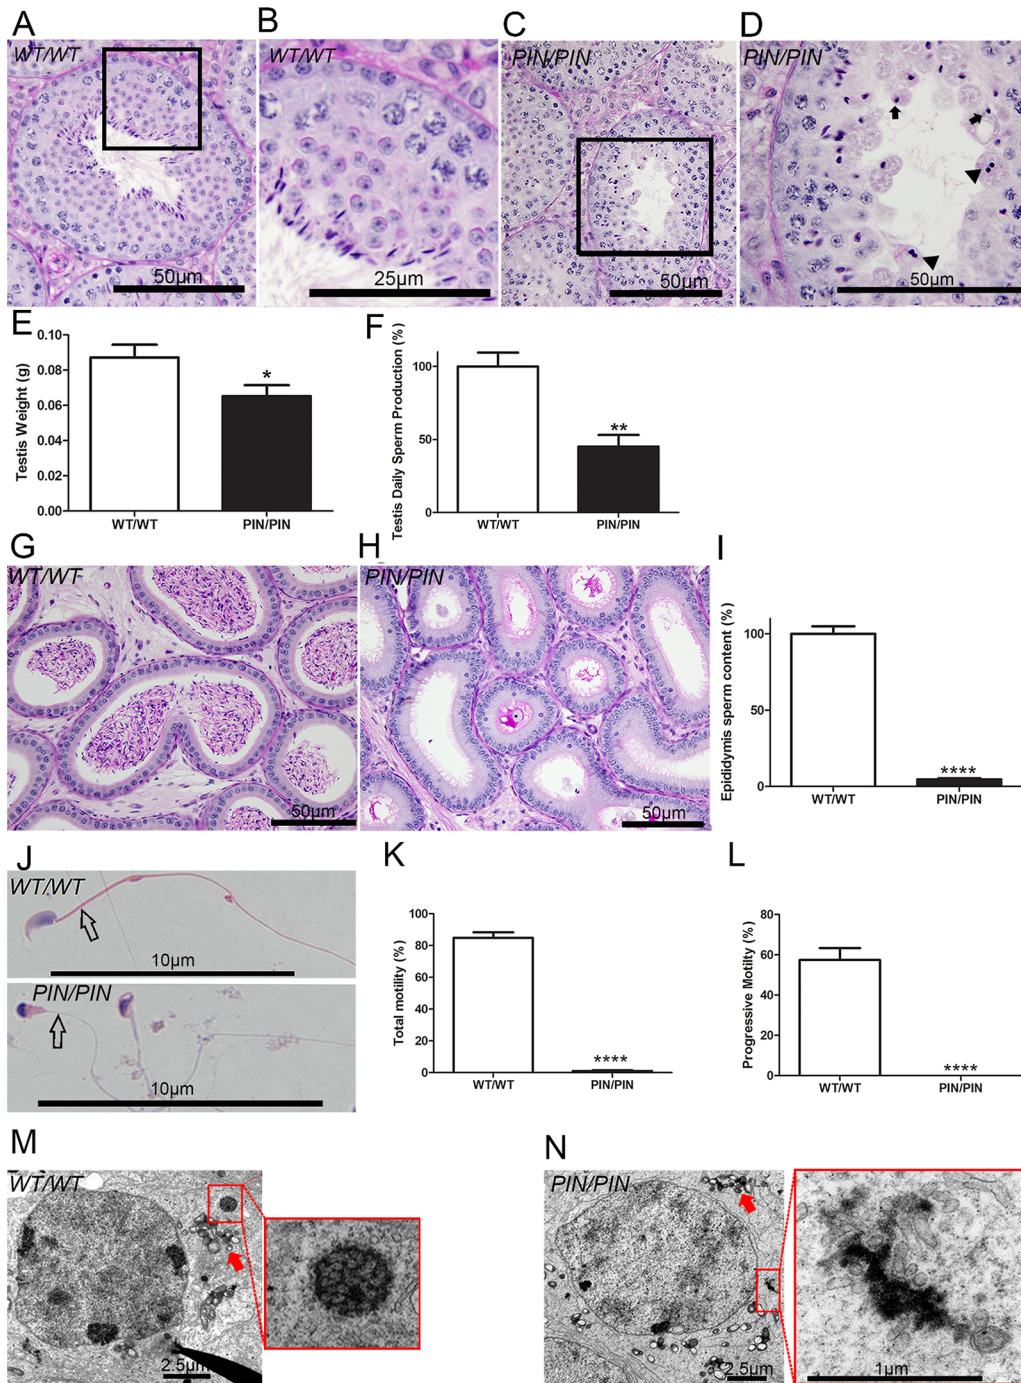 A
WT/WT
50µm
B
WT/WT
25µm
C
PIN/PIN
50µm
D
PIN/PIN
50µm
E
Testis Weight (g)
0.10
0.08
0.06
0.04
0.02
0.00
*
WT/WT
PIN/PIN
F
Testis Daily Sperm Production (%)
100
50
0
**
WT/WT
PIN/PIN
G
WT/WT
50µm
H
PIN/PIN
50µm
I
Epididymis sperm content (%)
100
50
0
****
WT/WT
PIN/PIN
J
WT/WT
10µm
PIN/PIN
10µm
K
Total motility (%)
100
80
60
40
20
0
****
WT/WT
PIN/PIN
L
Progressive Motilty (%)
80
60
40
20
0
****
WT/WT
PIN/PIN
M
WT/WT
2.5µm
N
PIN/PIN
2.5µm
1µm